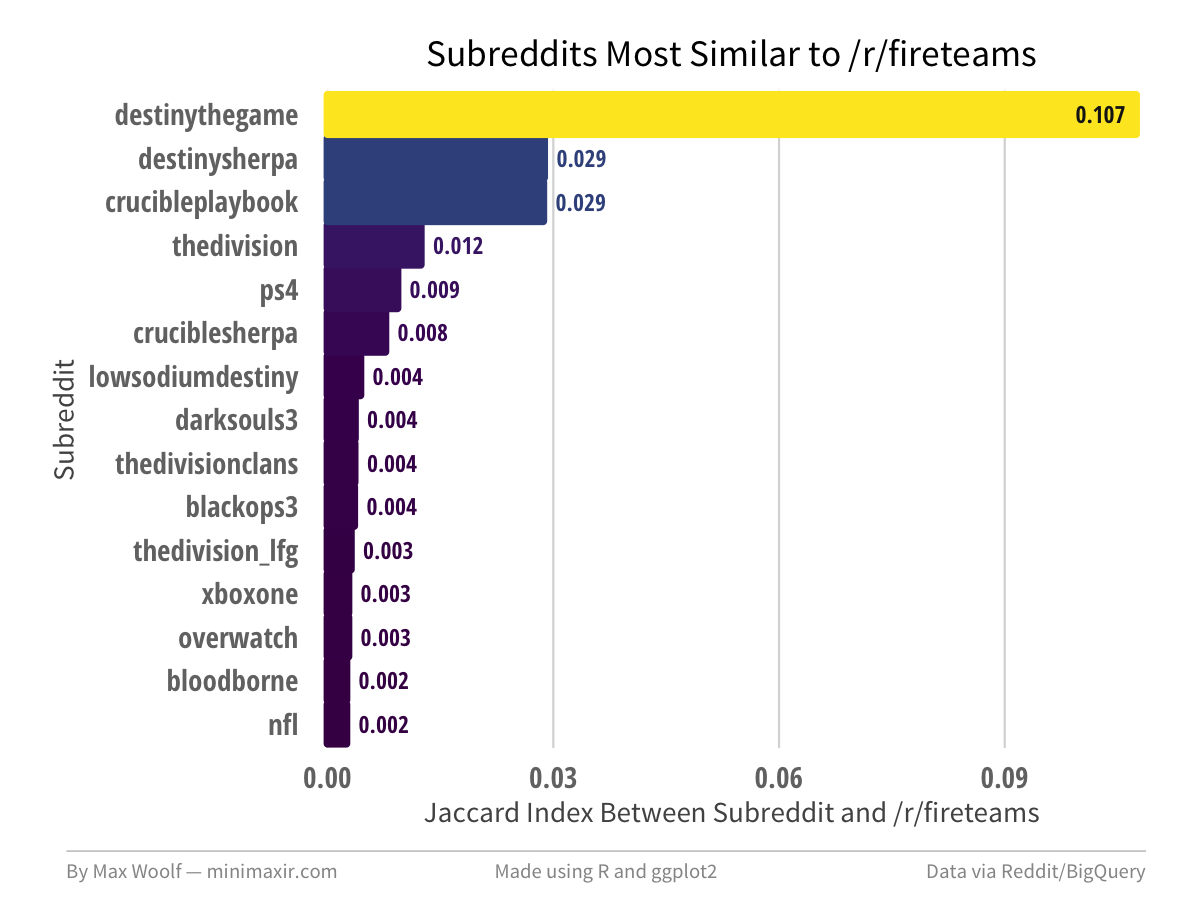 Subreddits Most Similar to /r/fireteams
destinythegame 0.107
destinysherpa 0.029
crucibleplaybook 0.029
thedivision 0.012
ps4 0.009
cruciblesherpa 0.008
lowsodiumdestiny 0.004
darksouls3 0.004
thedivisionclans 0.004
blackops3 0.004
thedivision_lfg 0.003
xboxone 0.003
overwatch 0.003
bloodborne 0.002
nfl 0.002
Subreddit
0.00 0.03 0.06 0.09
Jaccard Index Between Subreddit and /r/fireteams
By Max Woolf — minimaxir.com Made using R and ggplot2 Data via Reddit/BigQuery